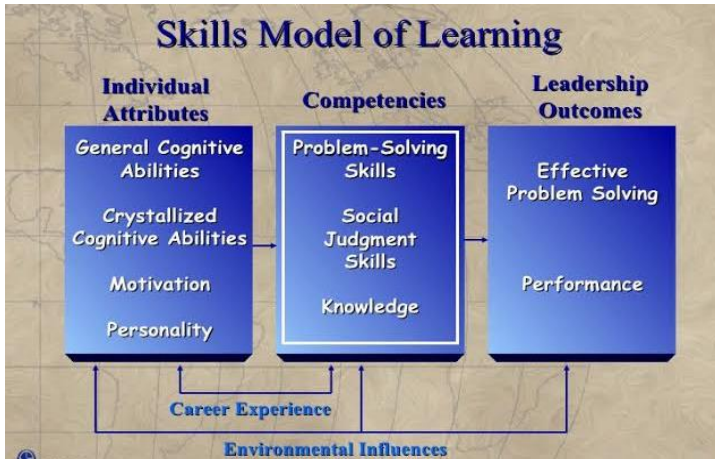 Skills Model of Learning
Individual
Attributes
Competencies
Leadership
Outcomes
General Cognitive
Abilities
Crystallized
Cognitive Abilities
Motivation
Personality
Problem-Solving
Skills
Social
Judgment
Skills
Knowledge
Effective
Problem Solving
Performance
Career Experience
Environmental Influences